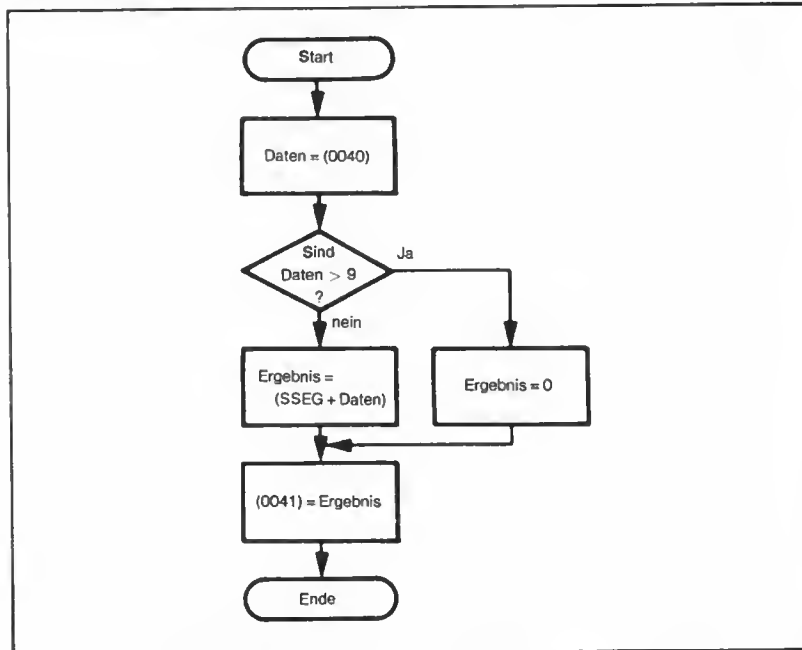 Start
Daten = (0040)
Sind
Daten > 9
?
Ja
nein
Ergebnis =
(SSEG + Daten)
Ergebnis = 0
(0041) = Ergebnis
Ende